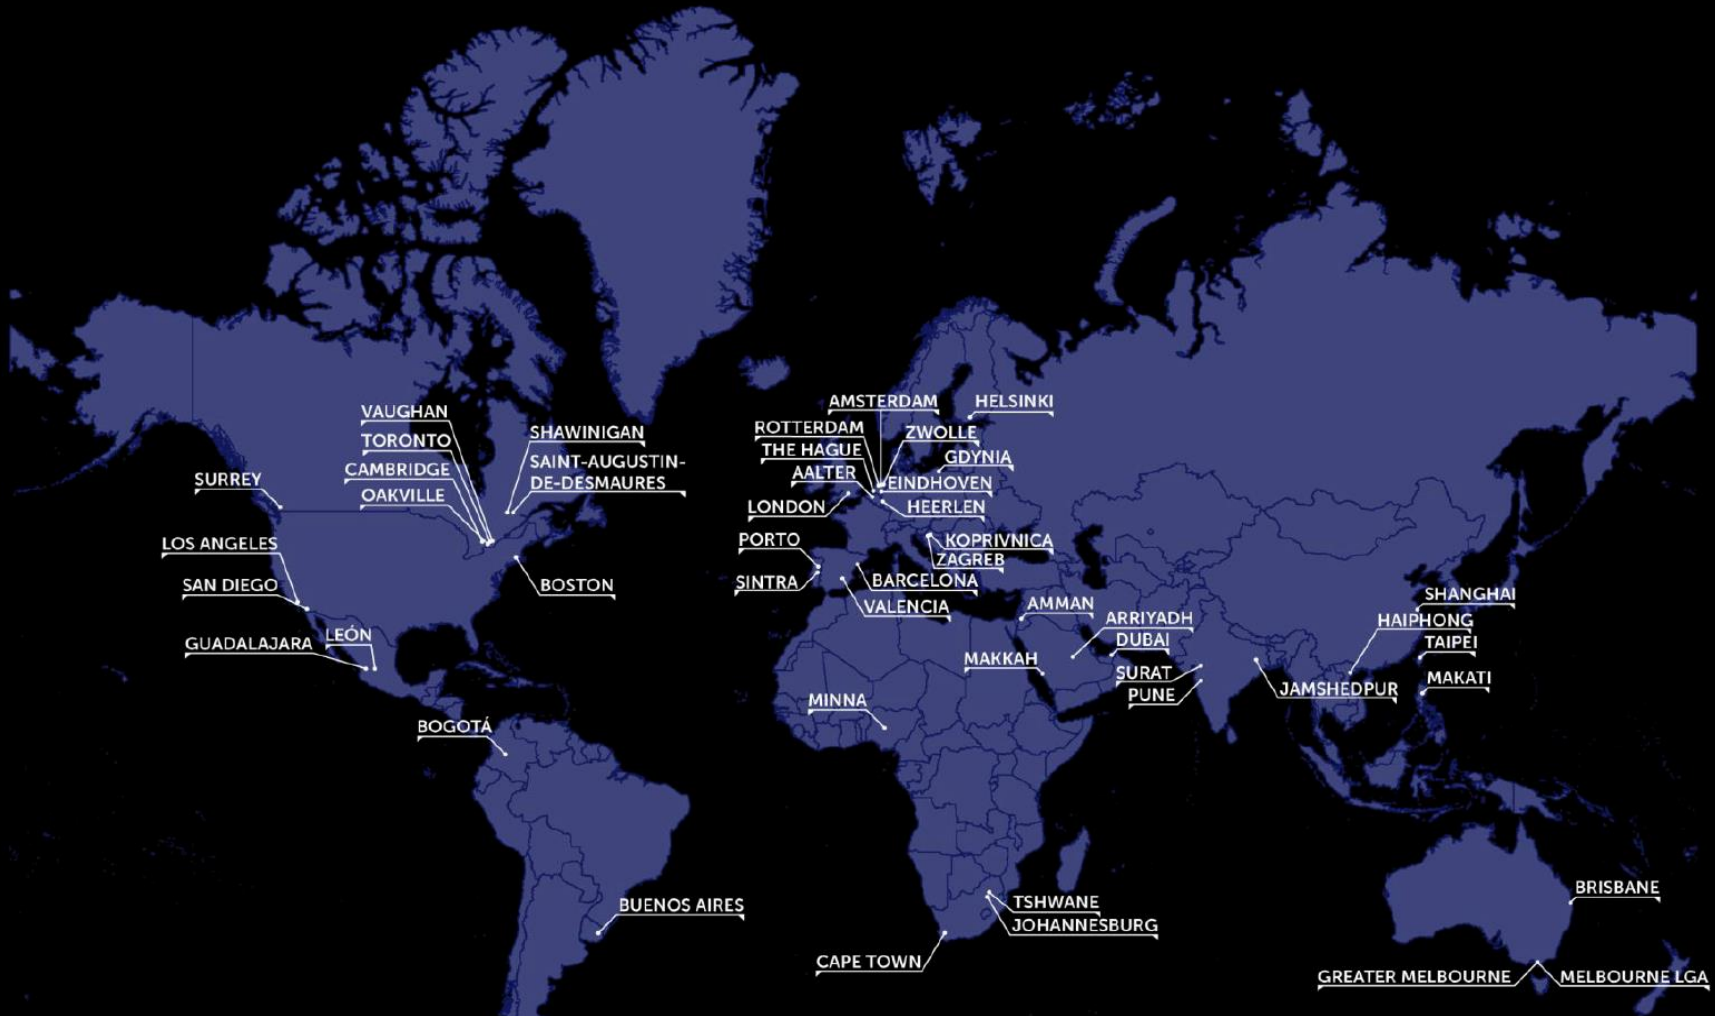 VAUGHAN
TORONTO
CAMBRIDGE
OAKVILLE
SHAWINIGAN
SAINT-AUGUSTIN-
DE-DESMAURES
SURREY
LOS ANGELES
SAN DIEGO
BOSTON
GUADALAJARA
LEÓN
BOGOTÁ
BUENOS AIRES
AMSTERDAM
HELSINKI
ROTTERDAM
ZWOLLE
THE HAGUE
GDYNIA
AALTER
EINDHOVEN
LONDON
HEERLEN
PORTO
KOPRIVNICA
ZAGREB
SINTRA
BARCELONA
VALENCIA
AMMAN
ARRIYADH
DUBAI
MAKKAH
SURAT
PUNE
MINNA
JAMSHEDPUR
SHANGHAI
HAIPHONG
TAIPEI
MAKATI
TSHWANE
JOHANNESBURG
CAPE TOWN
BRISBANE
GREATER MELBOURNE
MELBOURNE LGA